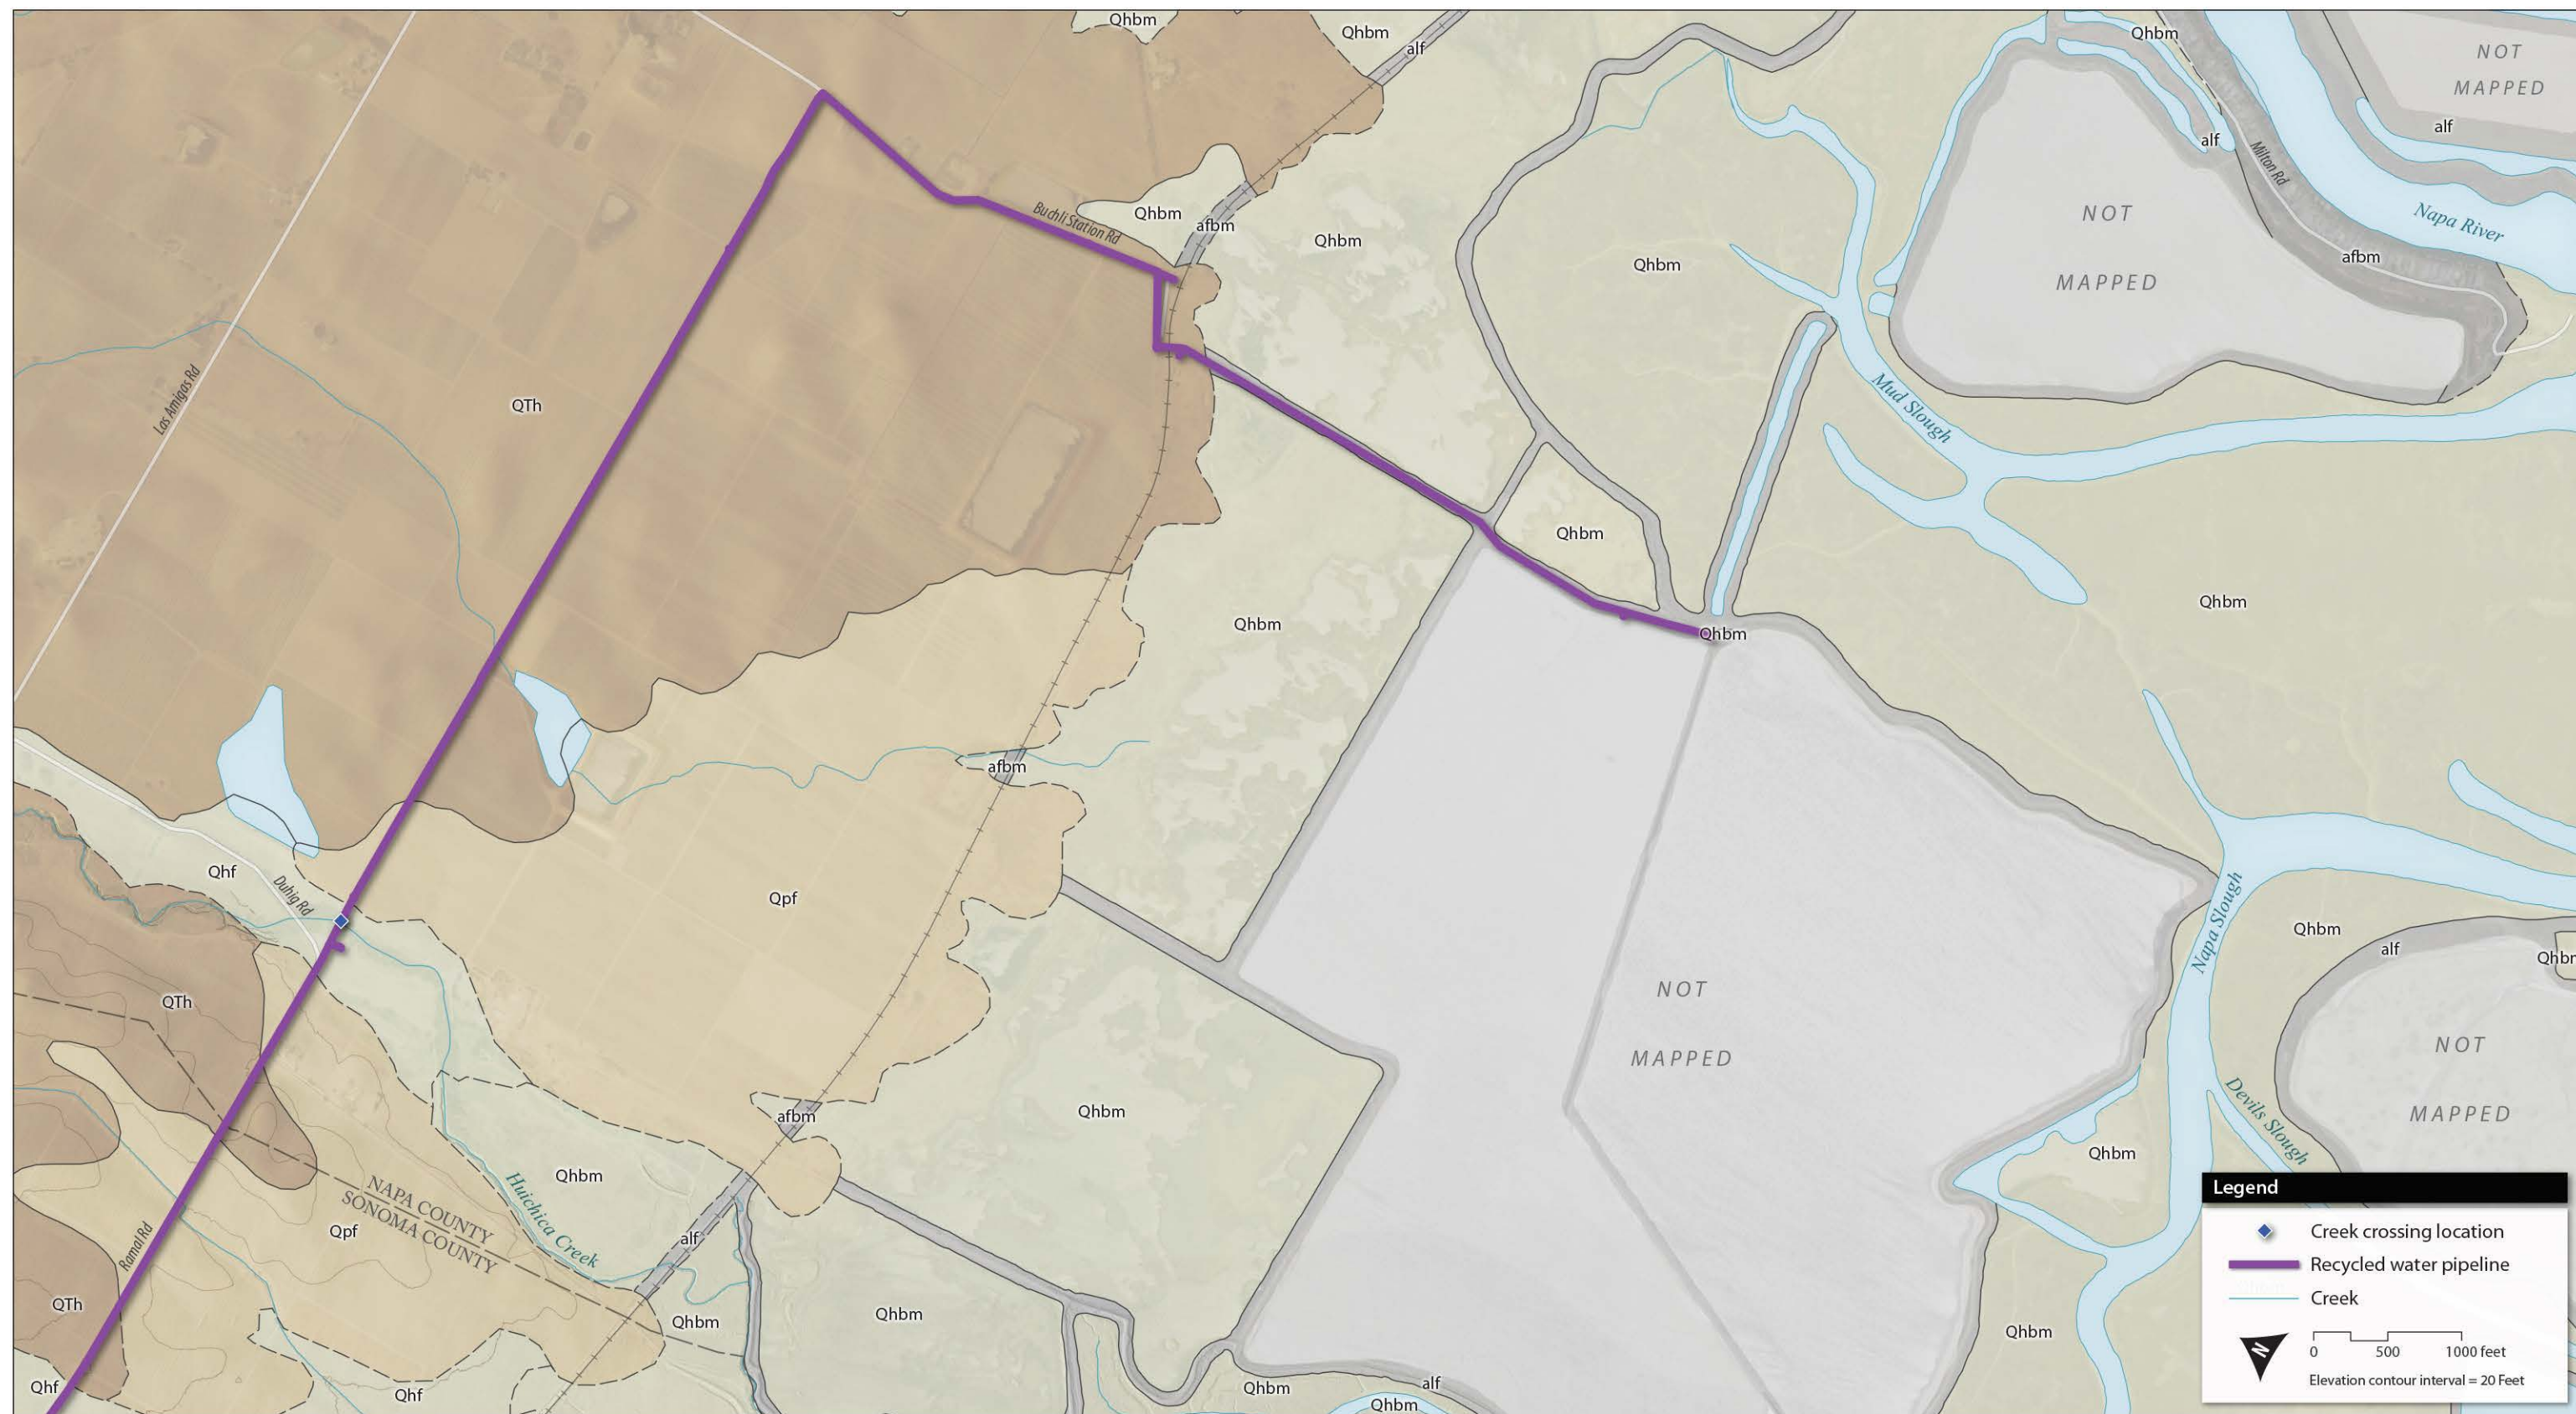 Qhbm
Qhbm
alf
Qhbm
NOT
MAPPED
alf
alf
Milton Rd
NOT
MAPPED
Napa River
afbm
Buchli Station Rd
Qhbm
afbm
Qhbm
Qhbm
Las Amigas Rd
QTh
Mud Slough
Qhbm
Qhbm
Qhbm
Qhbm
afbm
Qhf
Duhig Rd
Qpf
Napa Slough
Qhbm
alf
Qhbm
QTh
NOT
MAPPED
NOT
MAPPED
Devils Slough
afbm
Qhbm
Qhbm
Qhbm
Huichica Creek
NAPA COUNTY
SONOMA COUNTY
Qpf
Ramal Rd
alf
QTh
Qhbm
Qhbm
Qhbm
Qhf
Qhf
Qhbm
alf
Qhbm
Legend
Creek crossing location
Recycled water pipeline
Creek
N
0 500 1000 feet
Elevation contour interval = 20 Feet